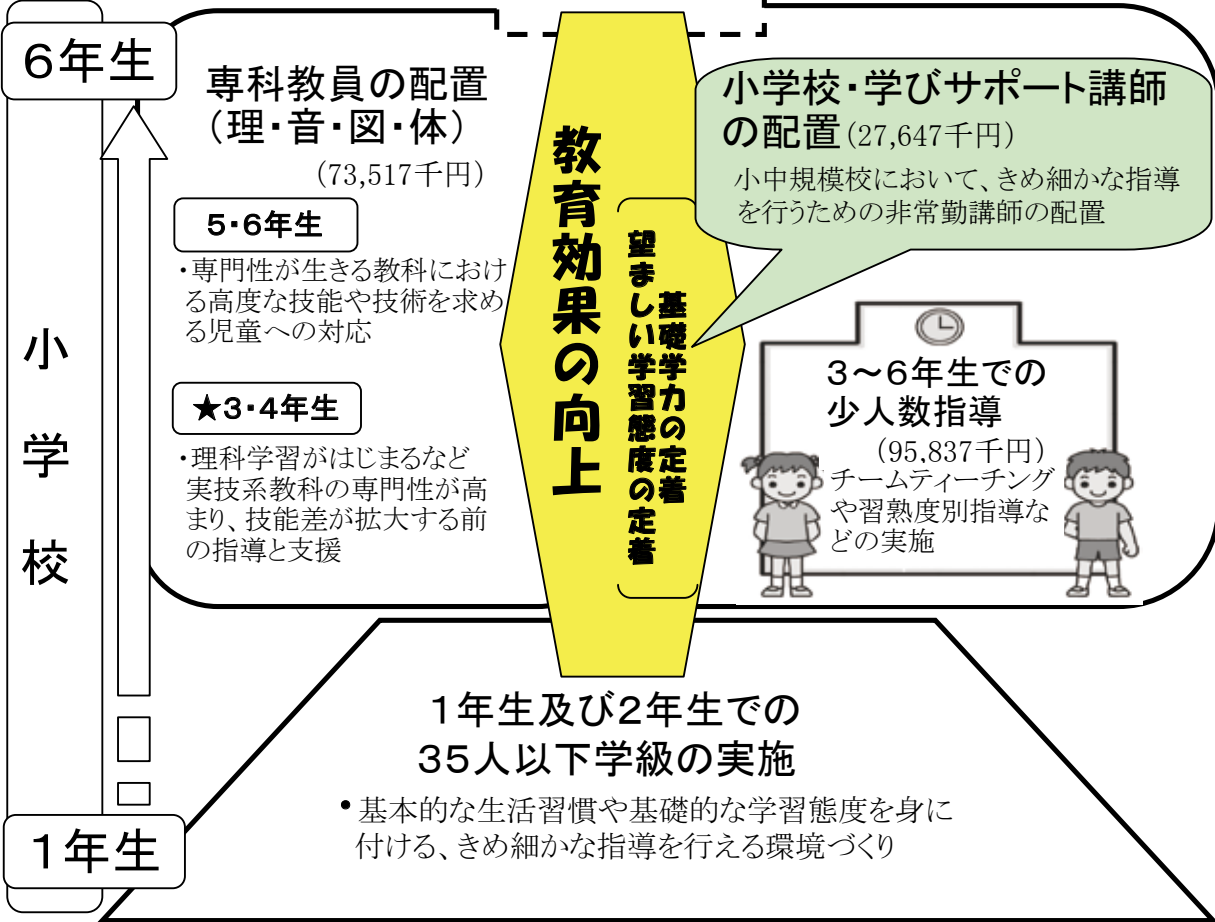 6年生
小学校
1年生
専科教員の配置
(理・音・図・体)
(73,517千円)
5・6年生
・専門性が生きる教科におけ
る高度な技能や技術を求め
る児童への対応
★3・4年生
・理科学習がはじまるなど
実技系教科の専門性が高
まり、技能差が拡大する前
の指導と支援
教育効果の向上
基礎学力の定着
望ましい学習態度の定着
小学校・学びサポート講師
の配置(27,647千円)
小中規模校において、きめ細かな指導
を行うための非常勤講師の配置
3~6年生での
少人数指導
(95,837千円)
チームティーチング
や習熟度別指導な
どの実施
1年生及び2年生での
35人以下学級の実施
・基本的な生活習慣や基礎的な学習態度を身に
付ける、きめ細かな指導を行える環境づくり